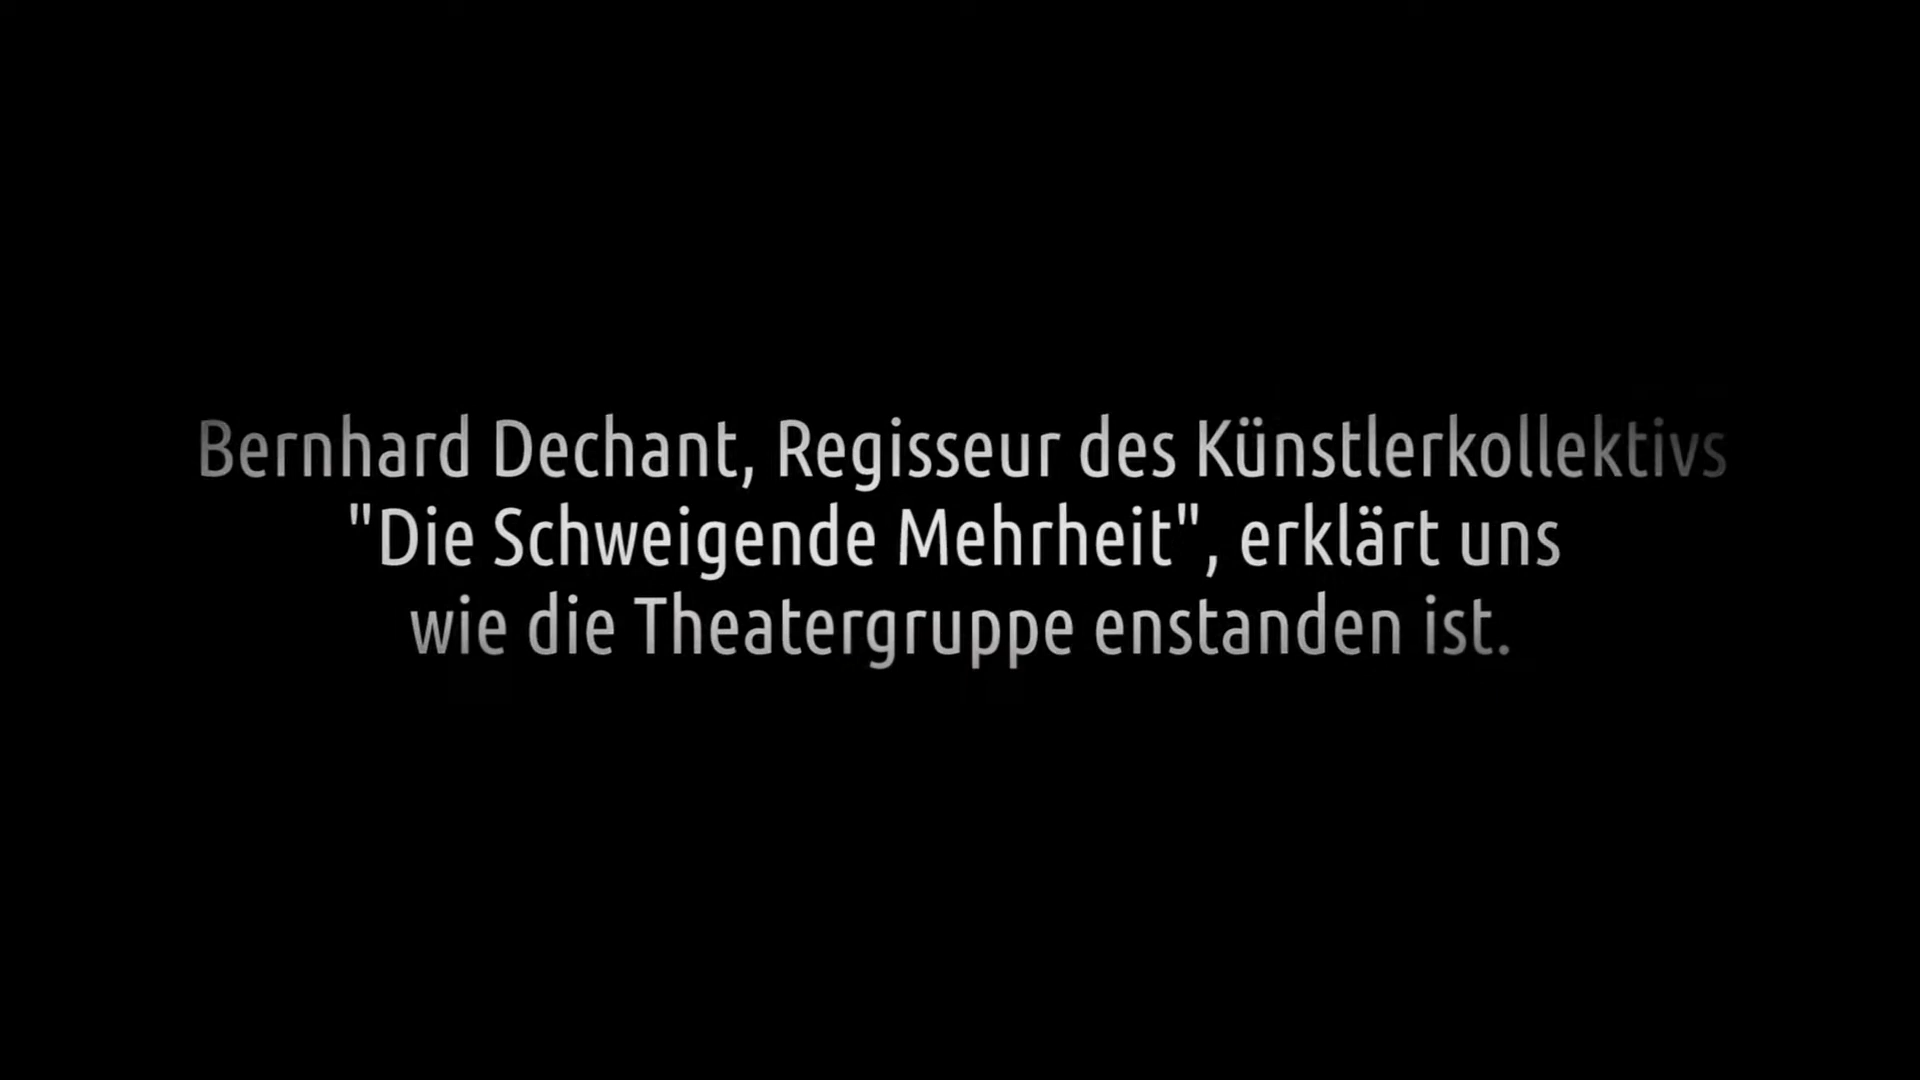 Bernhard Dechant, Regisseur des Künstlerkollektivs
"Die Schweigende Mehrheit", erklärt uns
wie die Theatergruppe enstanden ist.